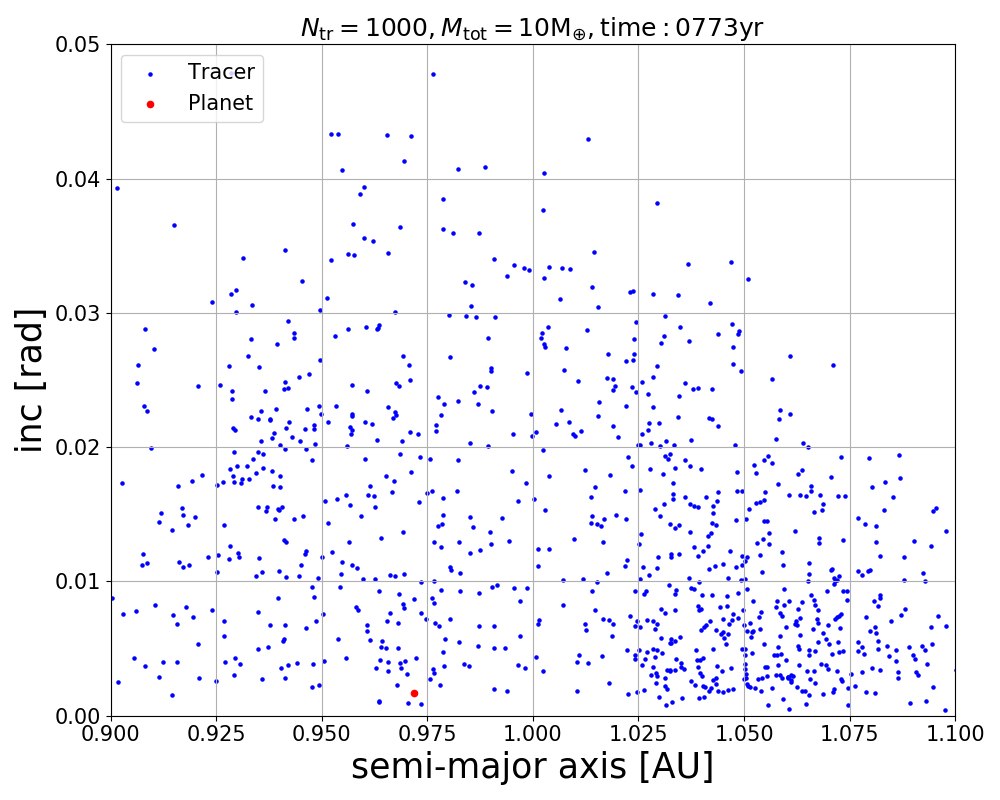 N_tr = 1000, M_tot = 10M_⊕, time : 0773yr
Tracer
Planet
0.05
0.04
0.03
0.02
0.01
0.00
inc [rad]
0.900 0.925 0.950 0.975 1.000 1.025 1.050 1.075 1.100
semi-major axis [AU]